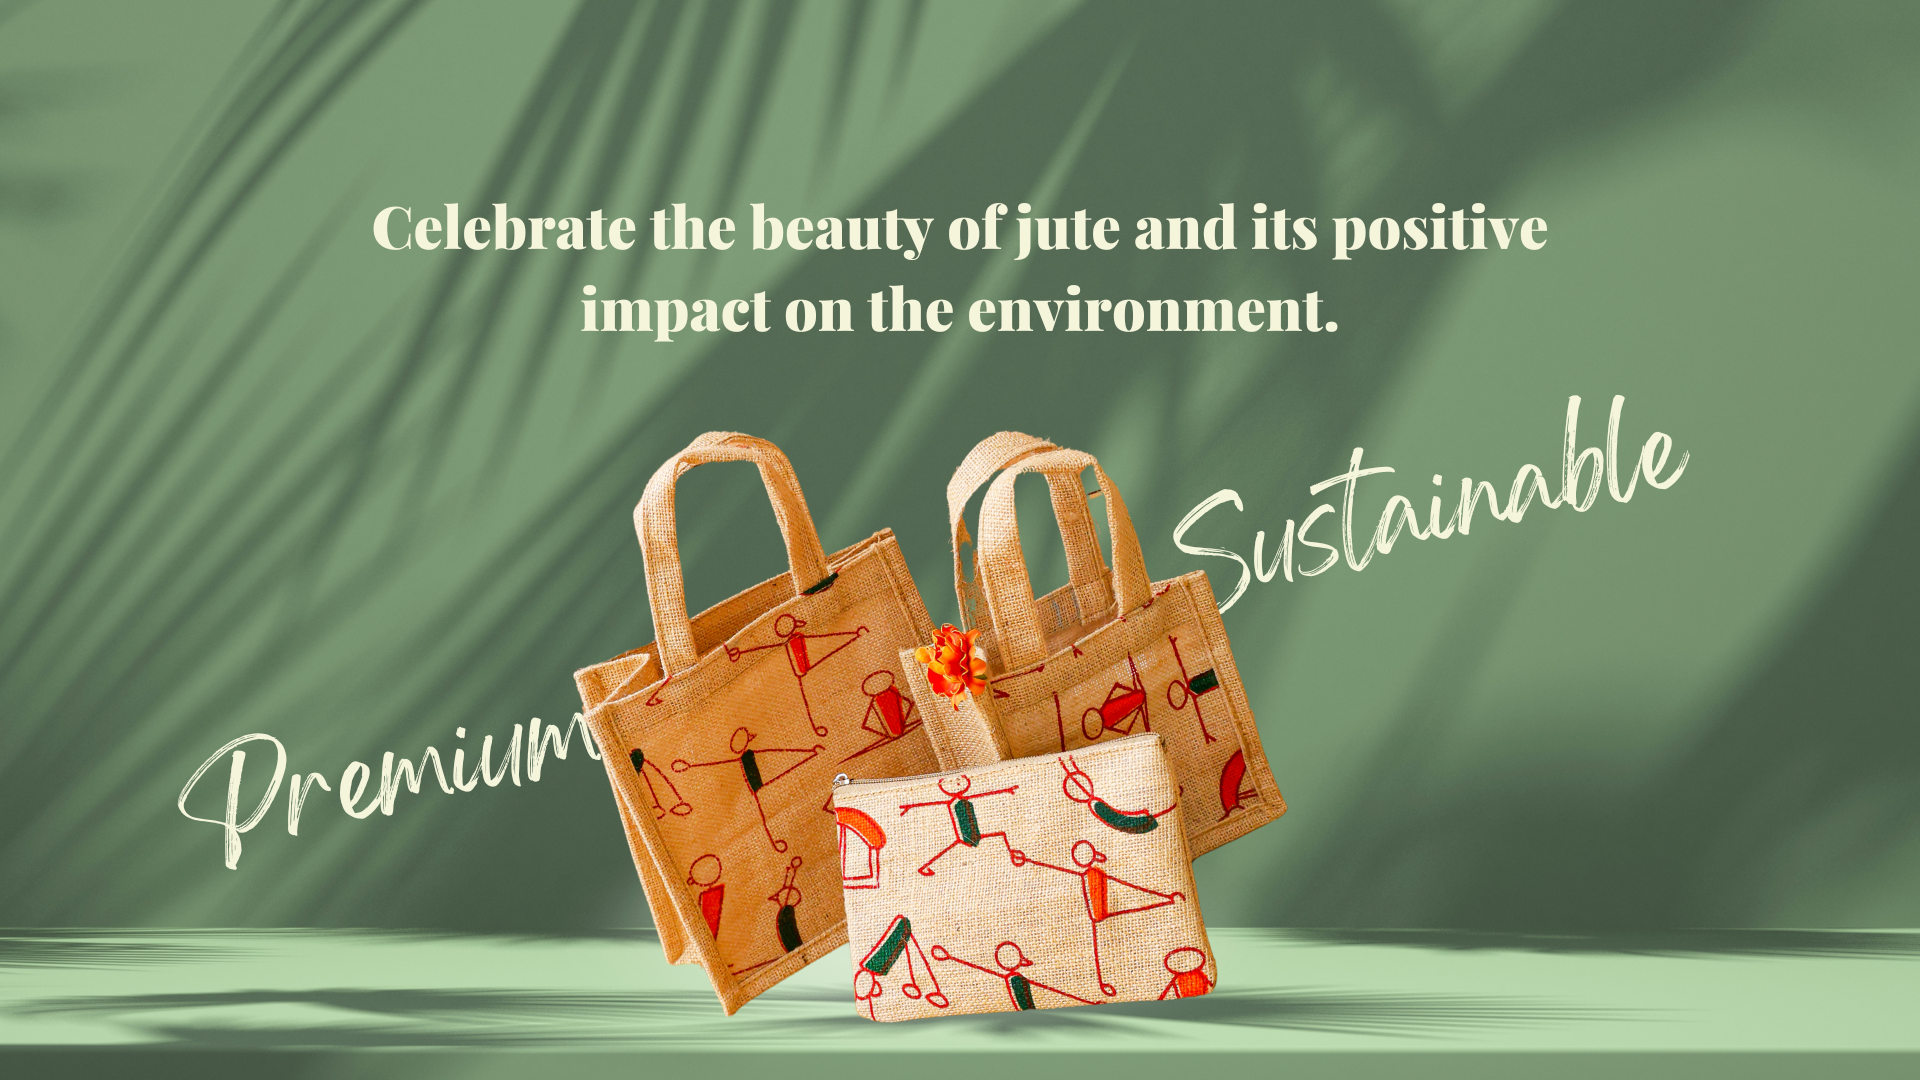 Celebrate the beauty of jute and its positive
impact on the environment.
Sustainable
Premium